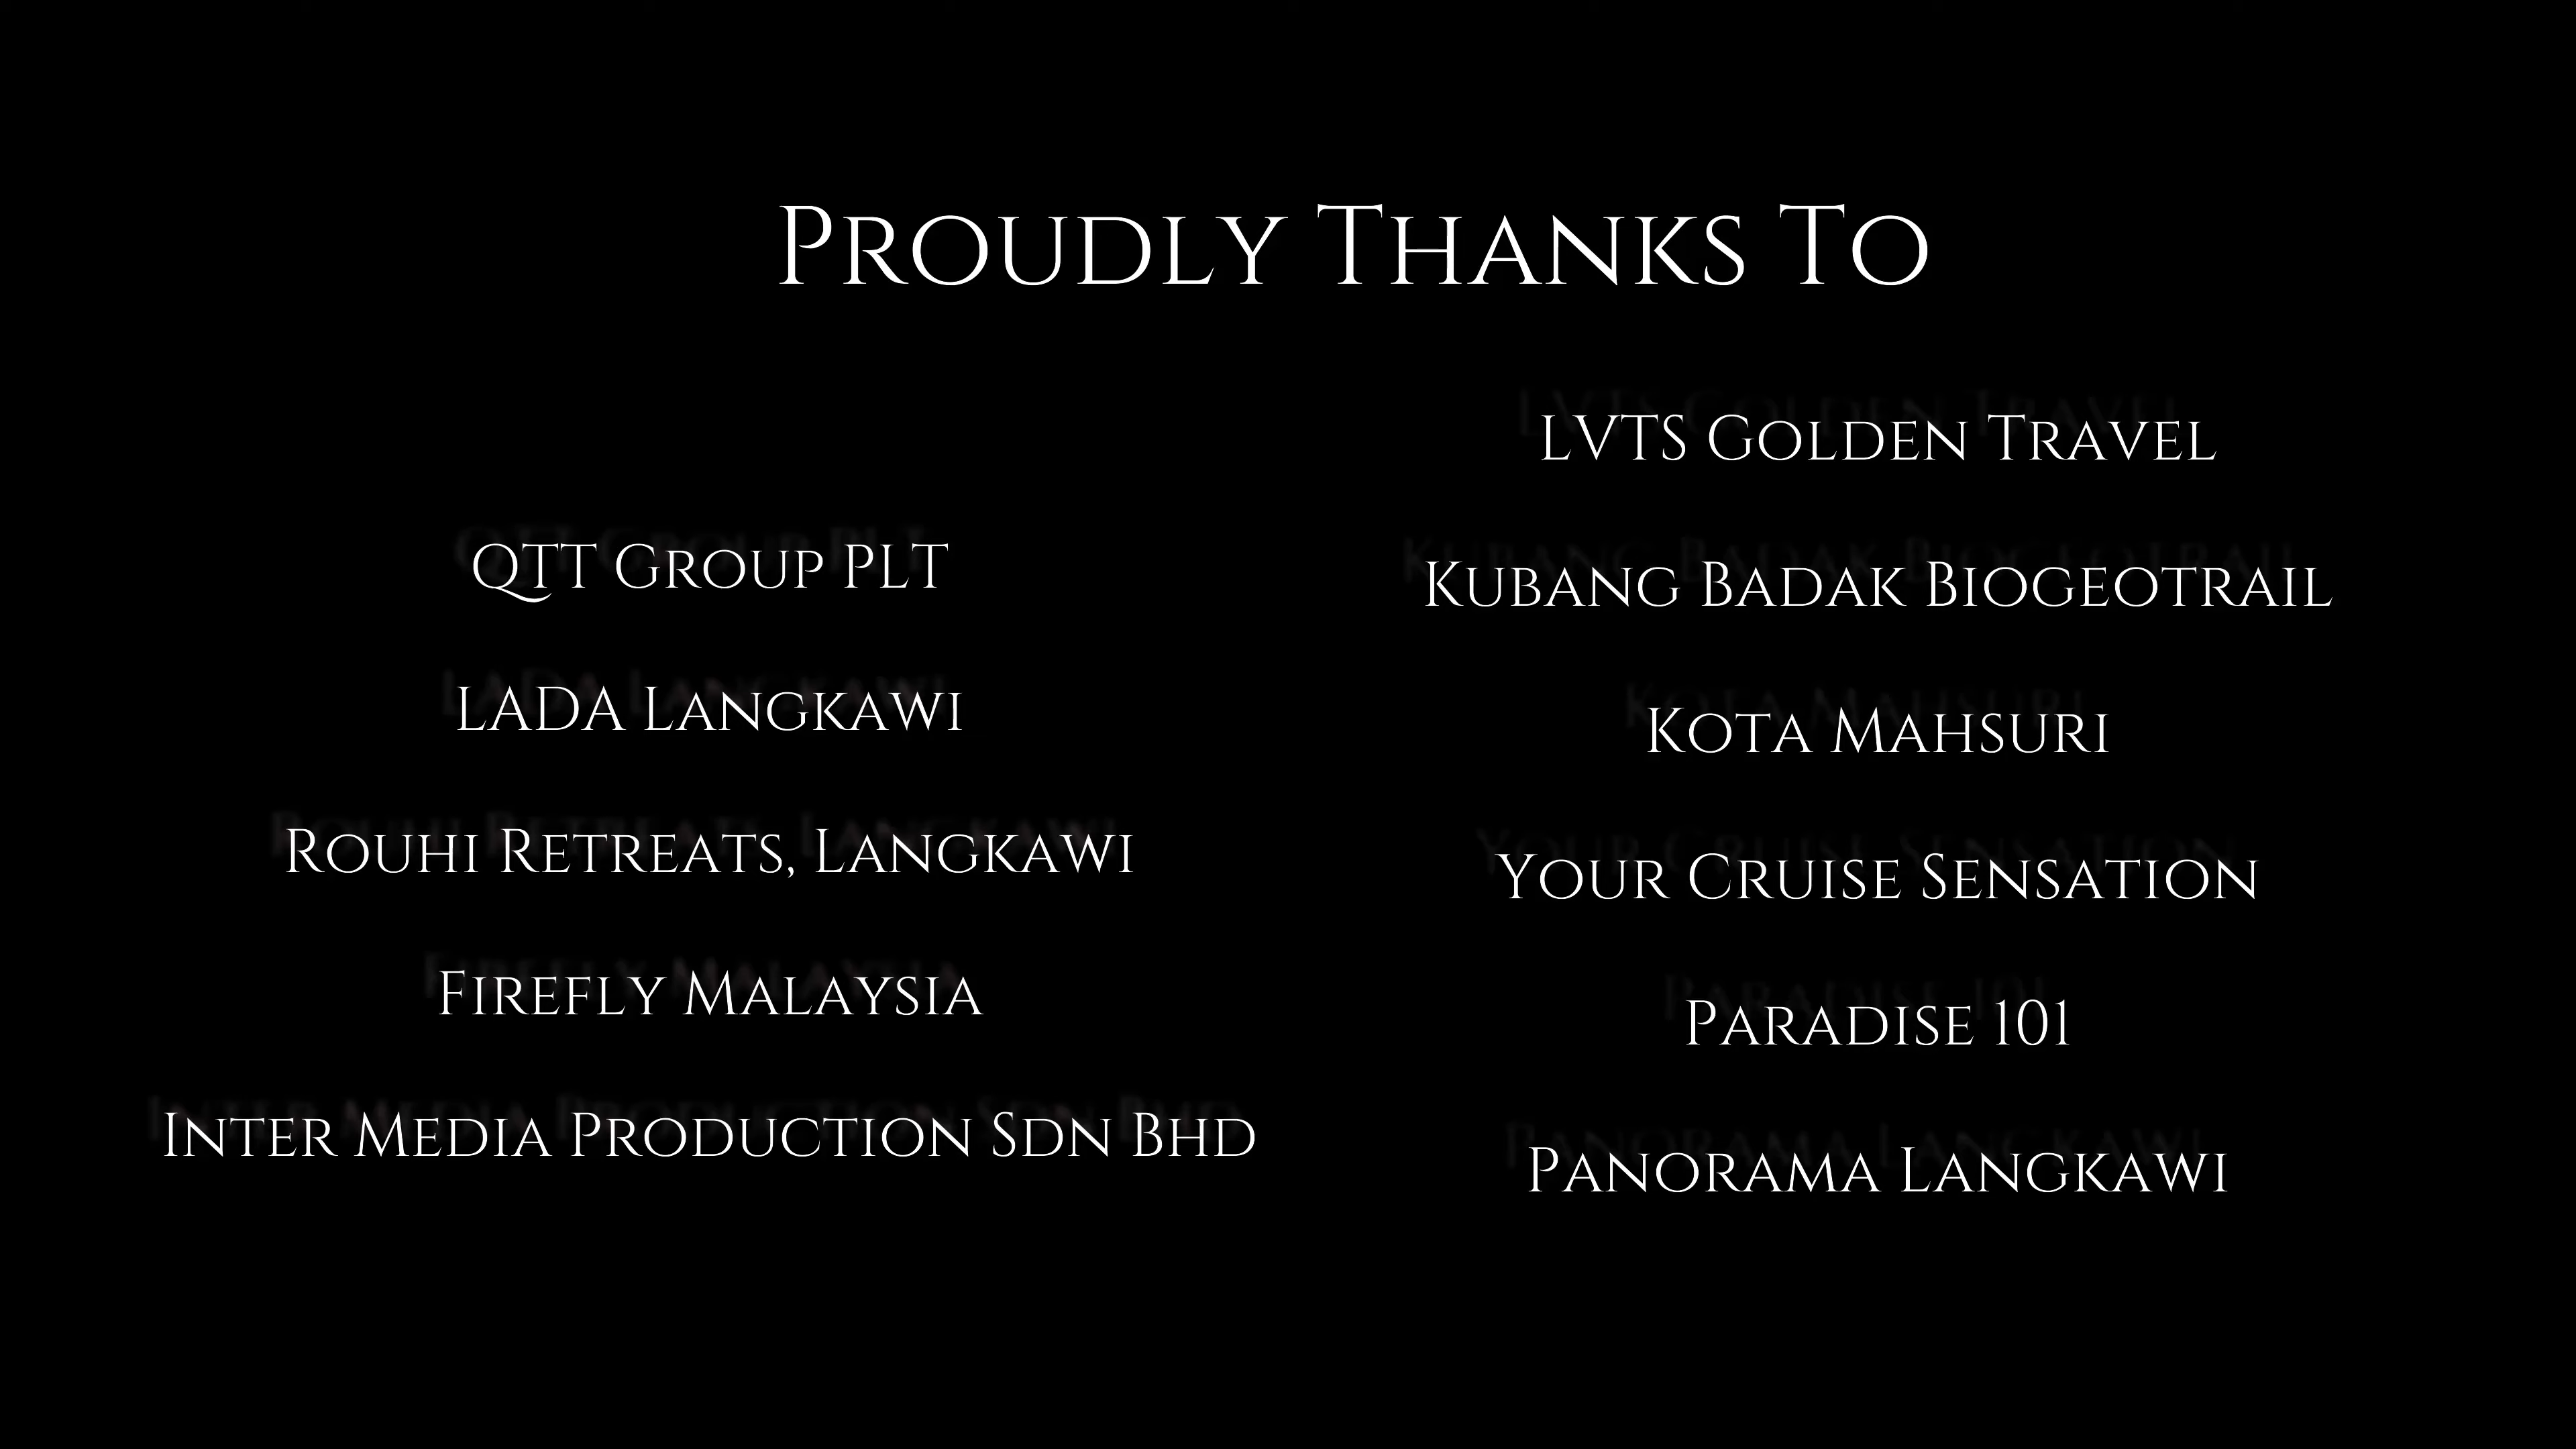 Proudly Thanks To
QTT Group PLT
LADA Langkawi
Rouhi Retreats, Langkawi
Firefly Malaysia
Inter Media Production Sdn Bhd
LVTS Golden Travel
Kubang Badak Biogeotrail
Kota Mahsuri
Your Cruise Sensation
Paradise 101
Panorama Langkawi